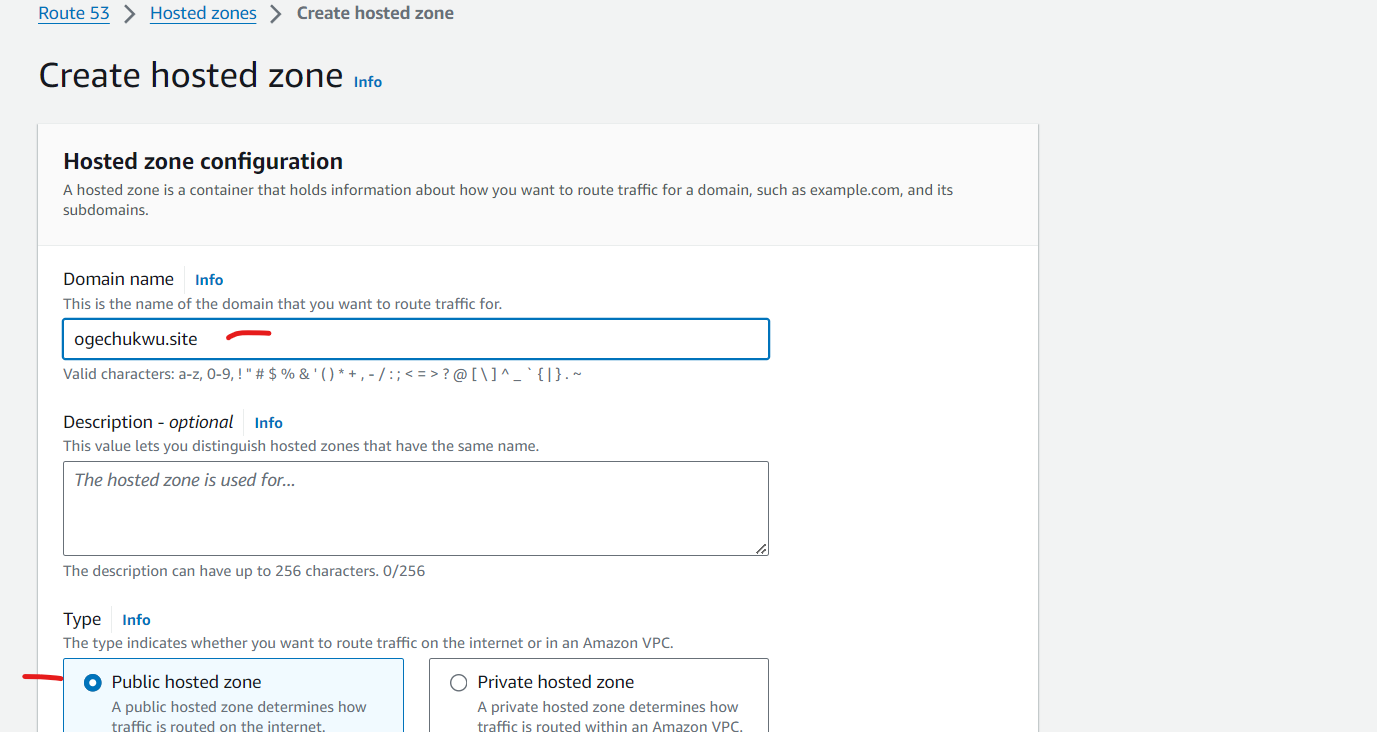 Route 53 > Hosted zones > Create hosted zone
Create hosted zone Info
Hosted zone configuration
A hosted zone is a container that holds information about how you want to route traffic for a domain, such as example.com, and its
subdomains.
Domain name Info
This is the name of the domain that you want to route traffic for.
ogechukwu.site
Valid characters: a-z, 0-9, ! " # $ % & ' ( ) * + , - / : ; < = > ? @ [ \ ] ^ _ ` { | } . ~
Description - optional Info
This value lets you distinguish hosted zones that have the same name.
The hosted zone is used for...
The description can have up to 256 characters. 0/256
Type Info
The type indicates whether you want to route traffic on the internet or in an Amazon VPC.
Public hosted zone
A public hosted zone determines how
traffic is routed on the internet.
Private hosted zone
A private hosted zone determines how
traffic is routed within an Amazon VPC.